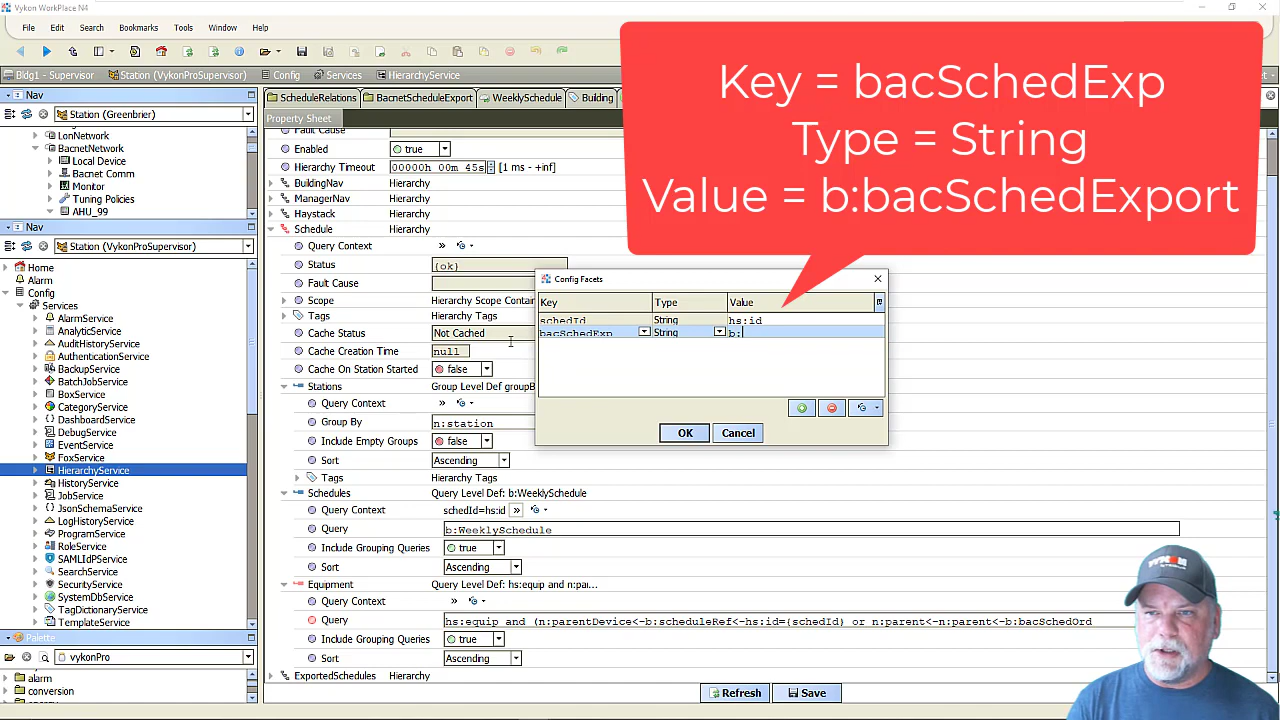 Vykon WorkPlace N4
File Edit Search Bookmarks Tools Window Help
Bldg1 - Supervisor Station (VykonProSupervisor) Config Services HierarchyService
Nav
Station (Greenbrier)
LonNetwork
BacnetNetwork
Local Device
Bacnet Comm
Monitor
Tuning Policies
AHU_99
Nav
Station (VykonProSupervisor)
Home
Alarm
Config
Services
AlarmService
AnalyticService
AuditHistoryService
AuthenticationService
BackupService
BatchJobService
BoxService
CategoryService
DashboardService
DebugService
EventService
FoxService
HierarchyService
HistoryService
JobService
JsonSchemaService
LogHistoryService
ProgramService
RoleService
SAMLIdPService
SearchService
SecurityService
SystemDbService
TagDictionaryService
TemplateService
Palette
vykonPro
alarm
conversion
ScheduleRelations BacnetScheduleExport WeeklySchedule Building
Property Sheet
Fault Cause
Enabled true
Hierarchy Timeout 00000h 00m 45s [1 ms - +inf]
BuildingNav Hierarchy
ManagerNav Hierarchy
Haystack Hierarchy
Schedule Hierarchy
Query Context »
Status {ok}
Fault Cause
Scope Hierarchy Scope Contain
Tags Hierarchy Tags
Cache Status Not Cached
Cache Creation Time null
Cache On Station Started false
Stations Group Level Def groupB
Query Context »
Group By n:station
Include Empty Groups false
Sort Ascending
Tags Hierarchy Tags
Schedules Query Level Def: b:WeeklySchedule
Query Context schedId=hs:id »
Query b:WeeklySchedule
Include Grouping Queries true
Sort Ascending
Equipment Query Level Def: hs:equip and n:pa...
Query Context »
Query hs:equip and (n:parentDevice<-b:scheduleRef<-hs:id={schedId} or n:parent<-n:parent<-b:bacSchedOrd
Include Grouping Queries true
Sort Ascending
ExportedSchedules Hierarchy
Refresh Save
Config Facets
Key Type Value
schedId String hs:id
bacSchedExp String b:
OK Cancel
Key = bacSchedExp
Type = String
Value = b:bacSchedExport